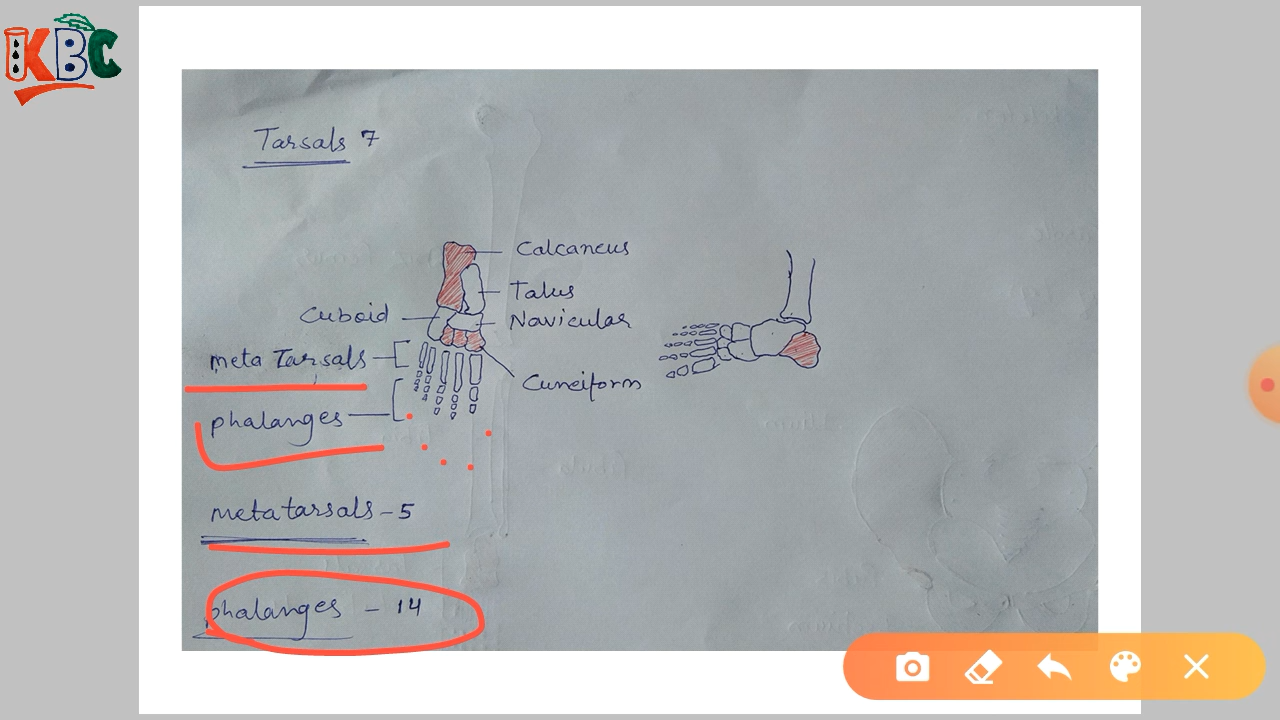 KBC
Tarsals 7
Calcaneus
Talus
Cuboid
Navicular
meta Tarsals
Cuneiform
phalanges
metatarsals - 5
phalanges - 14